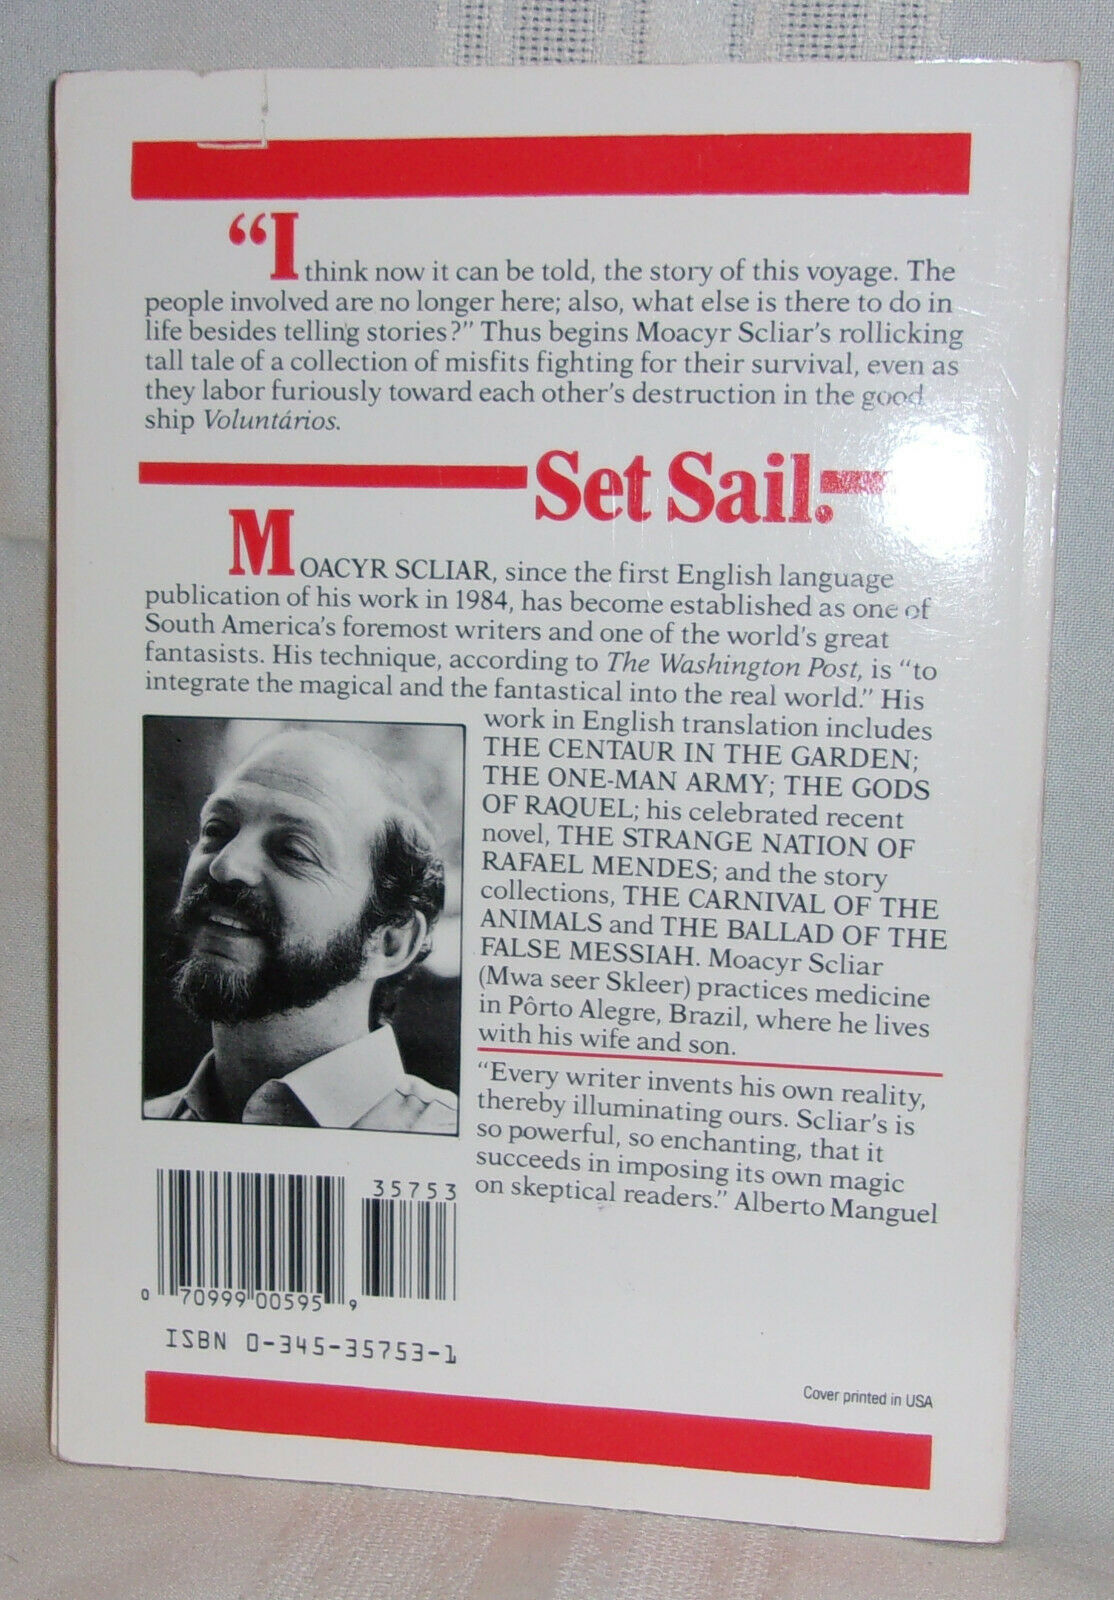 “I think now it can be told, the story of this voyage. The
people involved are no longer here; also, what else is there to do in
life besides telling stories?” Thus begins Moacyr Scliar's rollicking
tall tale of a collection of misfits fighting for their survival, even as
they labor furiously toward each other's destruction in the good
ship Voluntários.
Set Sail.
MOACYR SCLIAR, since the first English language
publication of his work in 1984, has become established as one of
South America's foremost writers and one of the world's great
fantasists. His technique, according to The Washington Post, is “to
integrate the magical and the fantastical into the real world.” His
work in English translation includes
THE CENTAUR IN THE GARDEN;
THE ONE-MAN ARMY; THE GODS
OF RAQUEL; his celebrated recent
novel, THE STRANGE NATION OF
RAFAEL MENDES; and the story
collections, THE CARNIVAL OF THE
ANIMALS and THE BALLAD OF THE
FALSE MESSIAH. Moacyr Scliar
(Mwa seer Skleer) practices medicine
in Pôrto Alegre, Brazil, where he lives
with his wife and son.
“Every writer invents his own reality,
thereby illuminating ours. Scliar's is
so powerful, so enchanting, that it
succeeds in imposing its own magic
on skeptical readers.” Alberto Manguel
35753
0 70999 00595 9
ISBN 0-345-35753-1
Cover printed in USA